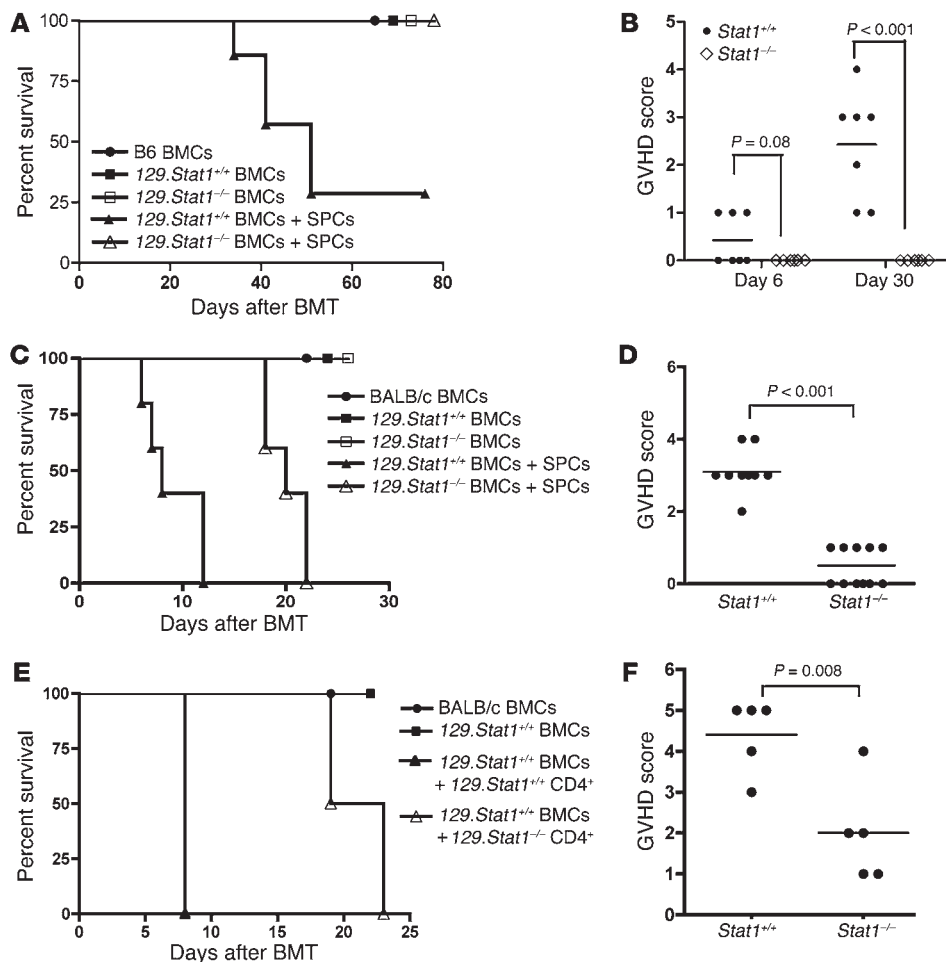 A
Percent survival
100
75
50
25
0
B6 BMCs
129.Stat1+/+ BMCs
129.Stat1–/– BMCs
129.Stat1+/+ BMCs + SPCs
129.Stat1–/– BMCs + SPCs
0 20 40 60 80
Days after BMT
B
GVHD score
5
4
3
2
1
0
Stat1+/+
Stat1–/–
P = 0.08
P < 0.001
Day 6 Day 30
C
Percent survival
100
75
50
25
0
BALB/c BMCs
129.Stat1+/+ BMCs
129.Stat1–/– BMCs
129.Stat1+/+ BMCs + SPCs
129.Stat1–/– BMCs + SPCs
0 10 20 30
Days after BMT
D
GVHD score
6
4
2
0
P < 0.001
Stat1+/+ Stat1–/–
E
Percent survival
100
75
50
25
0
BALB/c BMCs
129.Stat1+/+ BMCs
129.Stat1+/+ BMCs
+ 129.Stat1+/+ CD4+
129.Stat1+/+ BMCs
+ 129.Stat1–/– CD4+
0 5 10 15 20 25
Days after BMT
F
GVHD score
6
5
4
3
2
1
0
P = 0.008
Stat1+/+ Stat1–/–